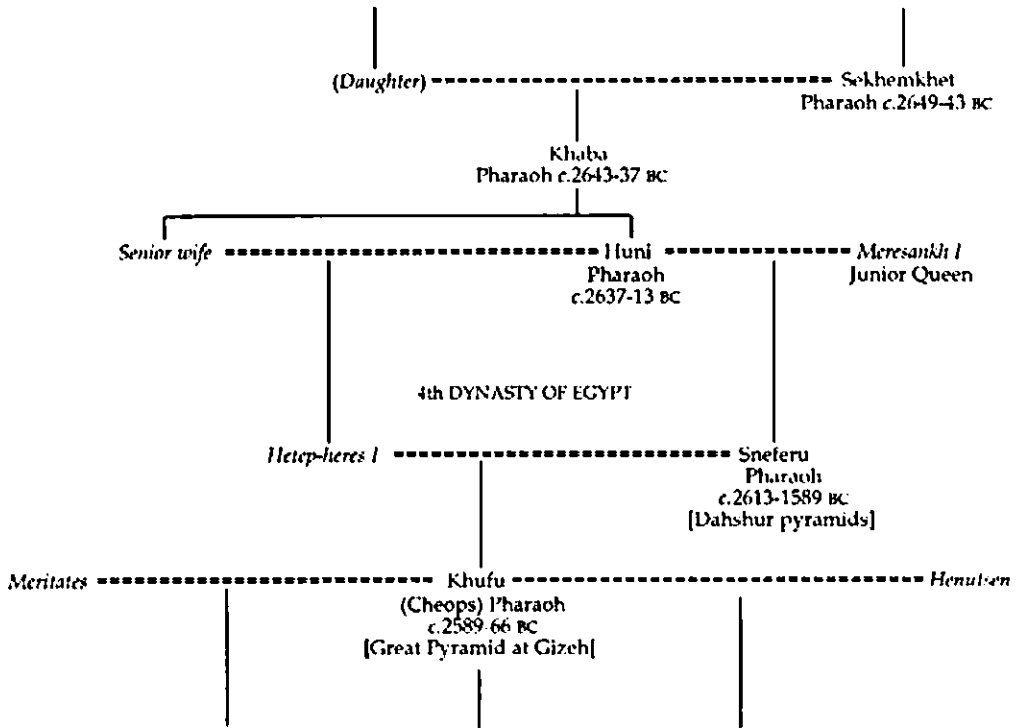 (Daughter) Sekhemkhet
Pharaoh c.2649-43 BC
Khaba
Pharaoh c.2643-37 BC
Senior wife Huni Meresankh I
Pharaoh Junior Queen
c.2637-13 BC
4th DYNASTY OF EGYPT
Hetep-heres I Sneferu
Pharaoh
c.2613-1589 BC
[Dahshur pyramids]
Meritates Khufu Henutsen
(Cheops) Pharaoh
c.2589-66 BC
[Great Pyramid at Gizeh[